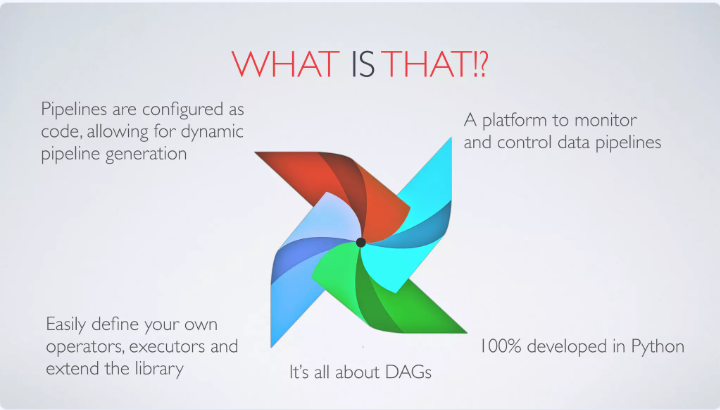 WHAT IS THAT!?
Pipelines are configured as
code, allowing for dynamic
pipeline generation
A platform to monitor
and control data pipelines
Easily define your own
operators, executors and
extend the library
It's all about DAGs
100% developed in Python